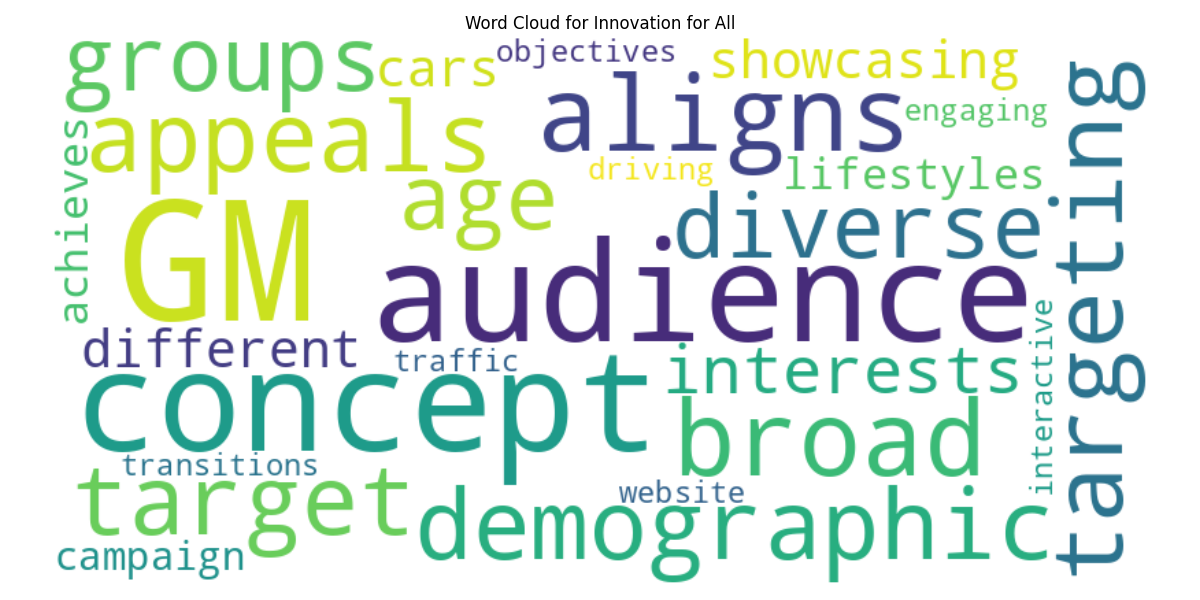 Word Cloud for Innovation for All
groups
cars
objectives
showcasing
targeting
achieves
appeals
aligns
engaging
driving
lifestyles
age
diverse
GM
audience
different
traffic
interests
interactive
concept
broad
transitions
target
website
demographic
campaign